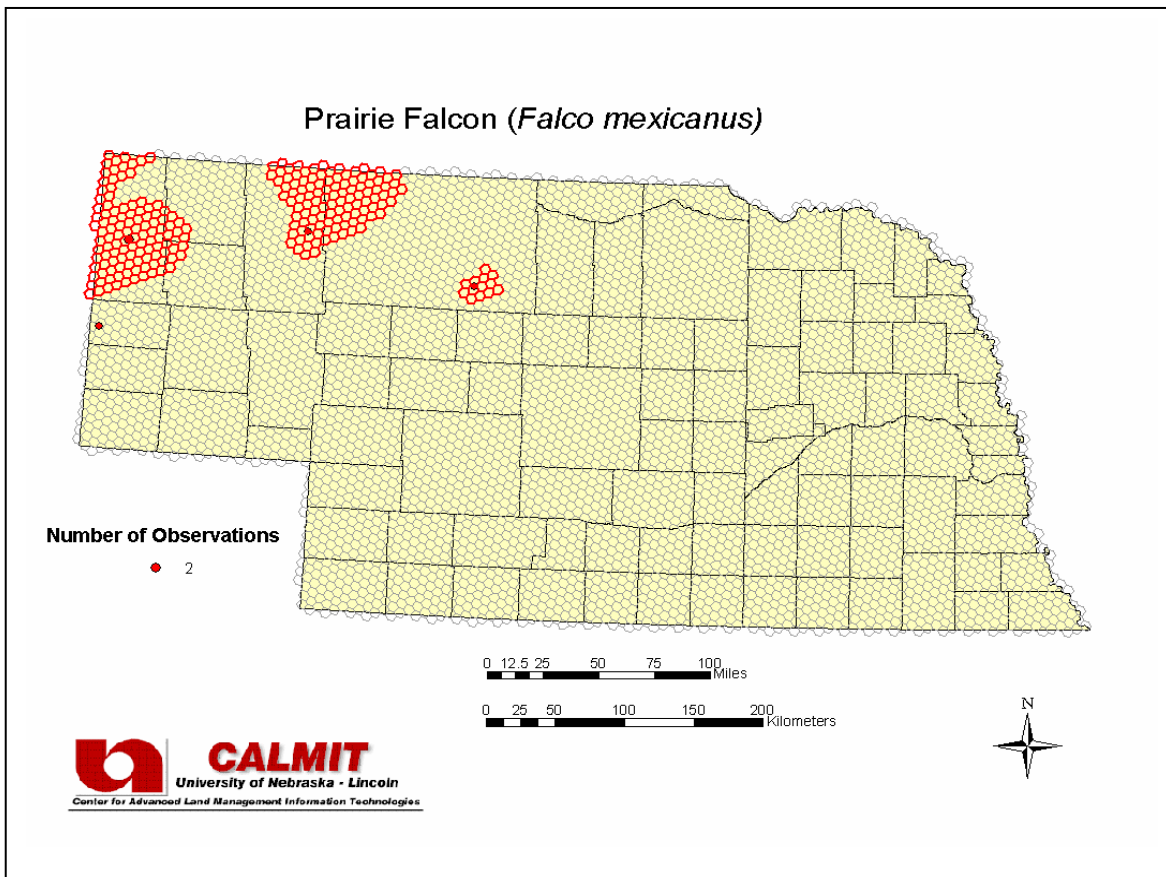 Prairie Falcon (Falco mexicanus)
Number of Observations
2
0 12.5 25 50 75 100
Miles
0 25 50 100 150 200
Kilometers
N
CALMIT
University of Nebraska - Lincoln
Center for Advanced Land Management Information Technologies